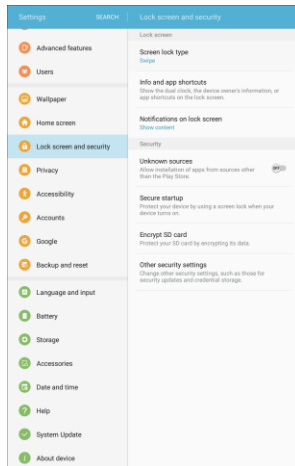 Settings
SEARCH
Advanced features
Users
Wallpaper
Home screen
Lock screen and security
Privacy
Accessibility
Accounts
Google
Backup and reset
Language and input
Battery
Storage
Accessories
Date and time
Help
System Update
About device
Lock screen and security
Lock screen
Screen lock type
Swipe
Info and app shortcuts
Show the dual clock, the device owner's information, or
app shortcuts on the lock screen.
Notifications on lock screen
Show content
Security
Unknown sources
Allow installation of apps from sources other
than the Play Store.
OFF
Secure startup
Protect your device by using a screen lock when your
device turns on.
Encrypt SD card
Protect your SD card by encrypting its data.
Other security settings
Change other security settings, such as those for
security updates and credential storage.